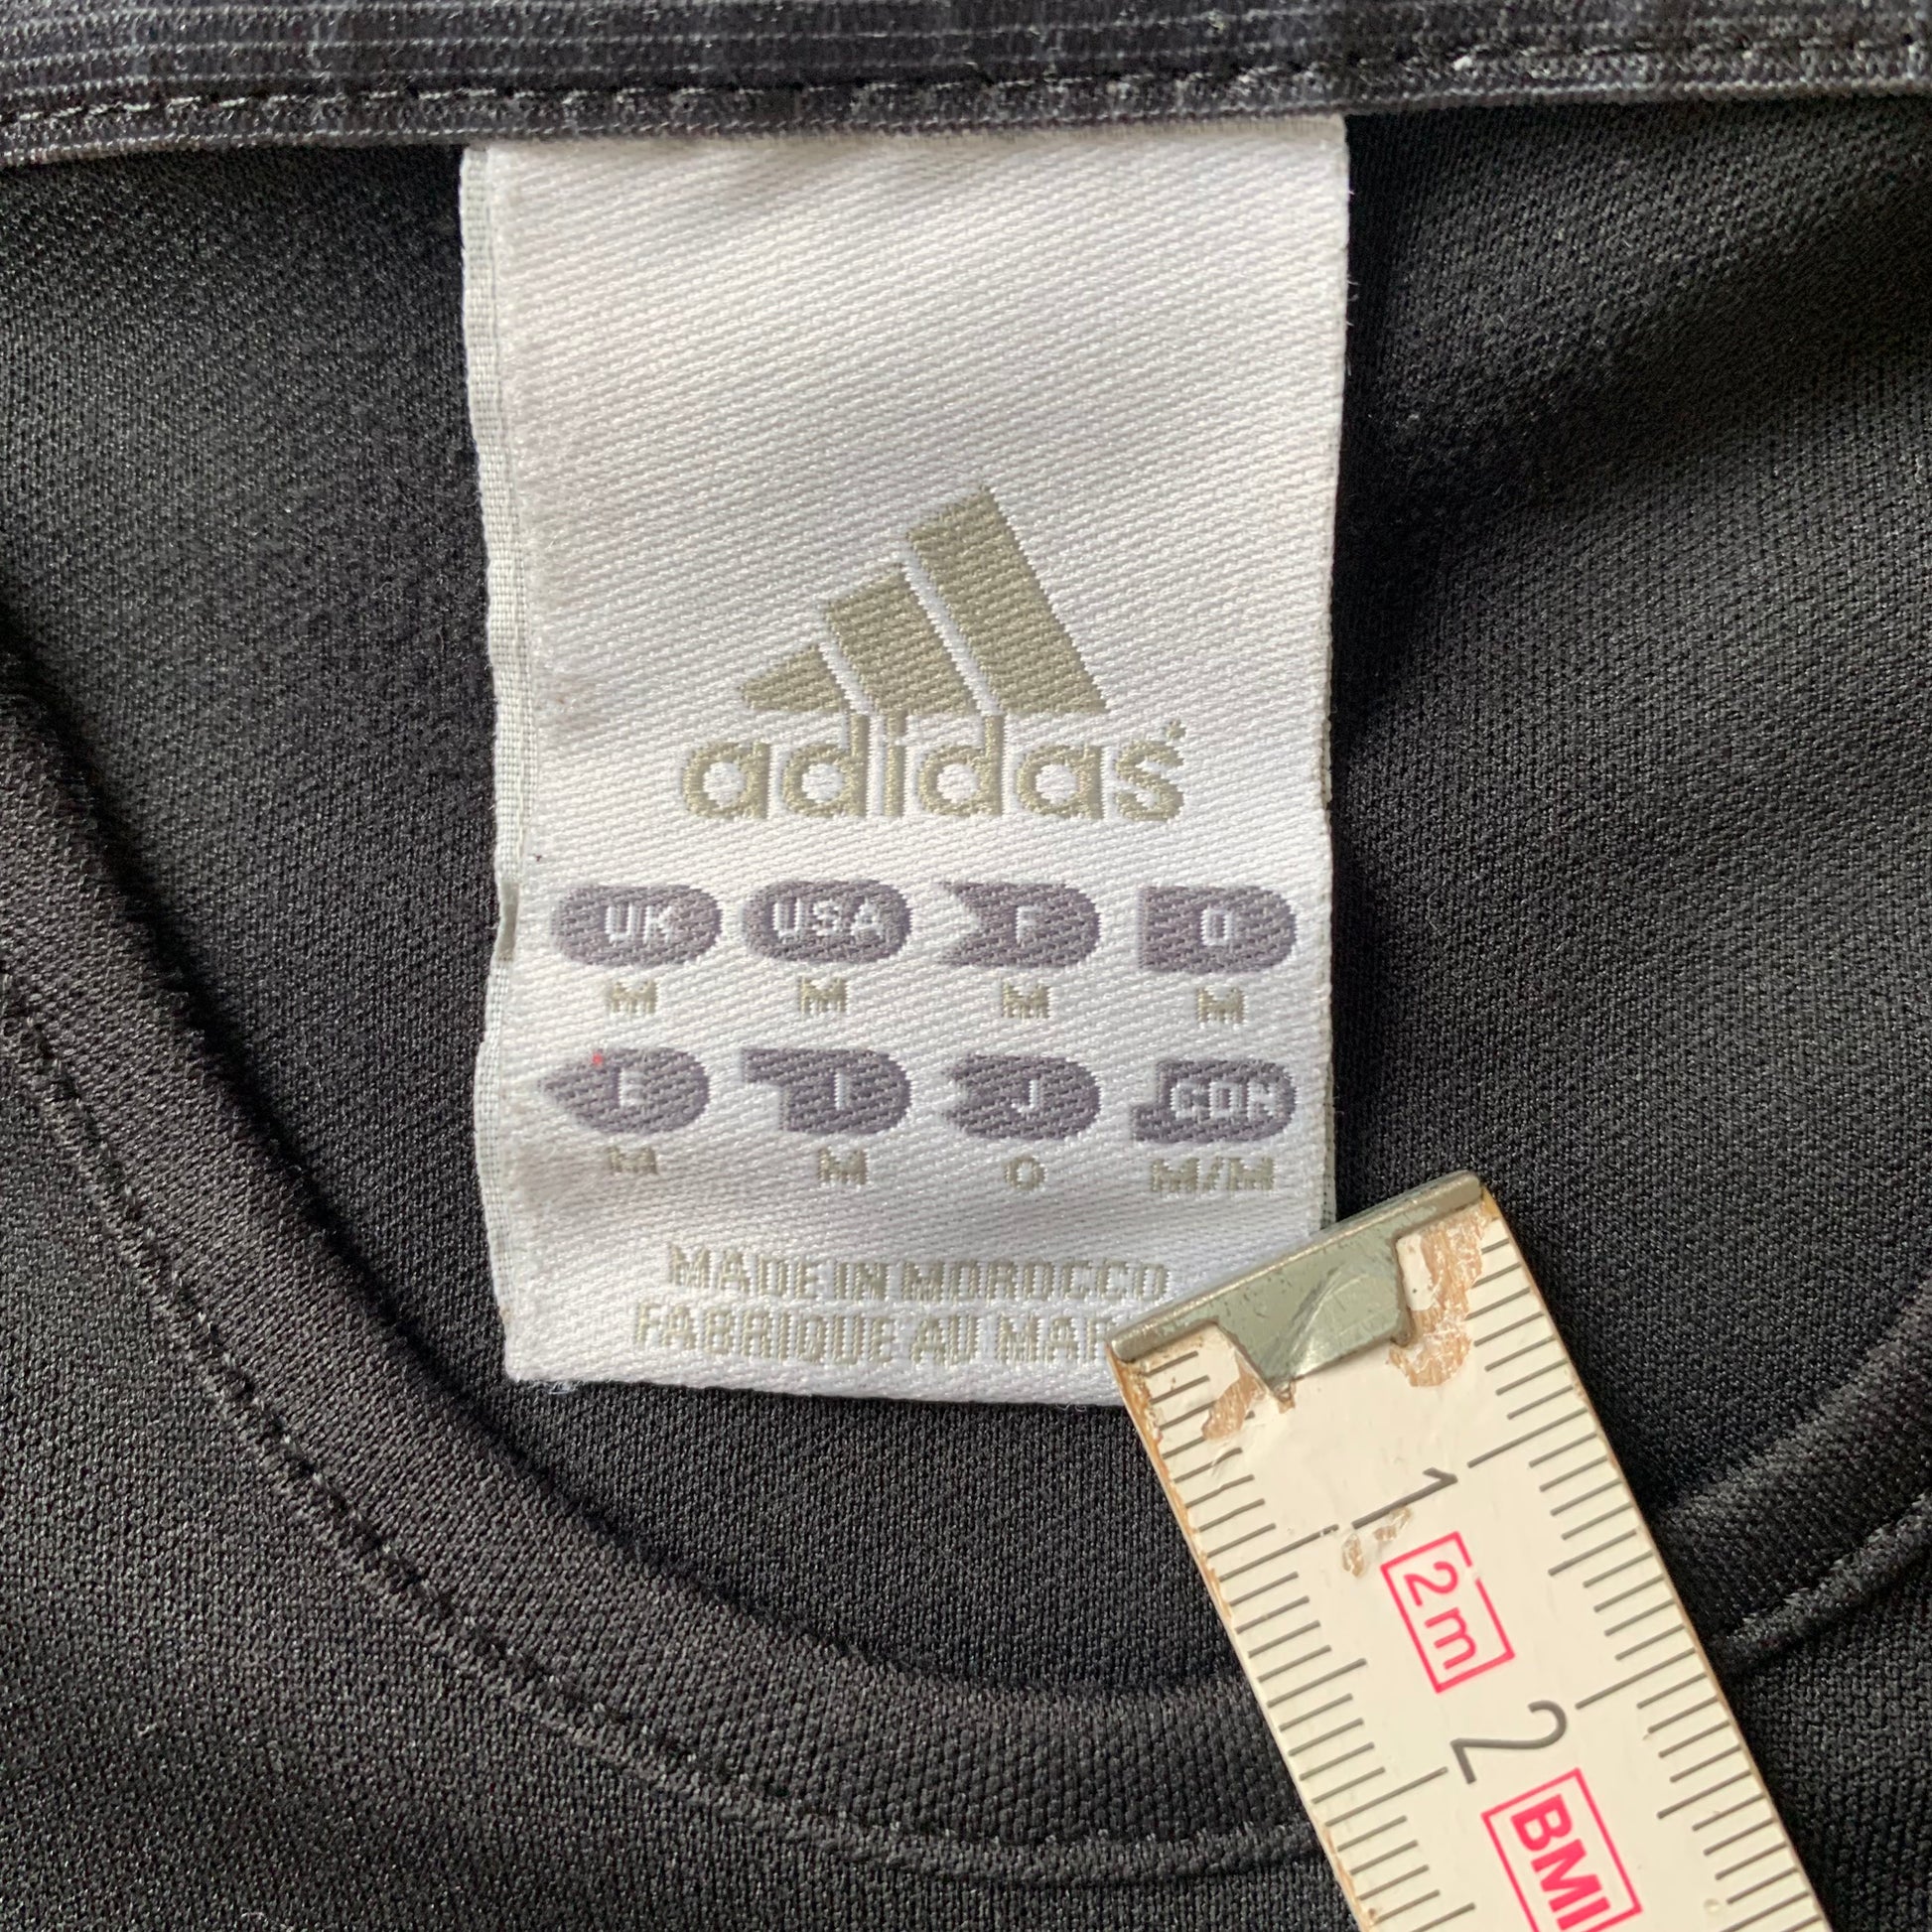 adidas
UK USA F D
M M M M
E I J CDN
M M O M/M
MADE IN MOROCCO
FABRIQUE AU MAR
1
2m
2
BMI